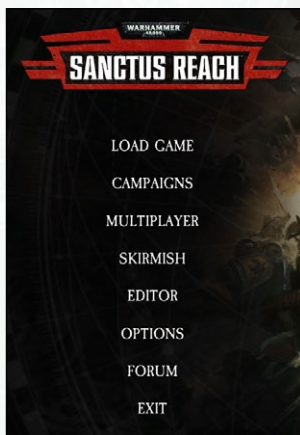 WARHAMMER
40,000
SANCTUS REACH
LOAD GAME
CAMPAIGNS
MULTIPLAYER
SKIRMISH
EDITOR
OPTIONS
FORUM
EXIT